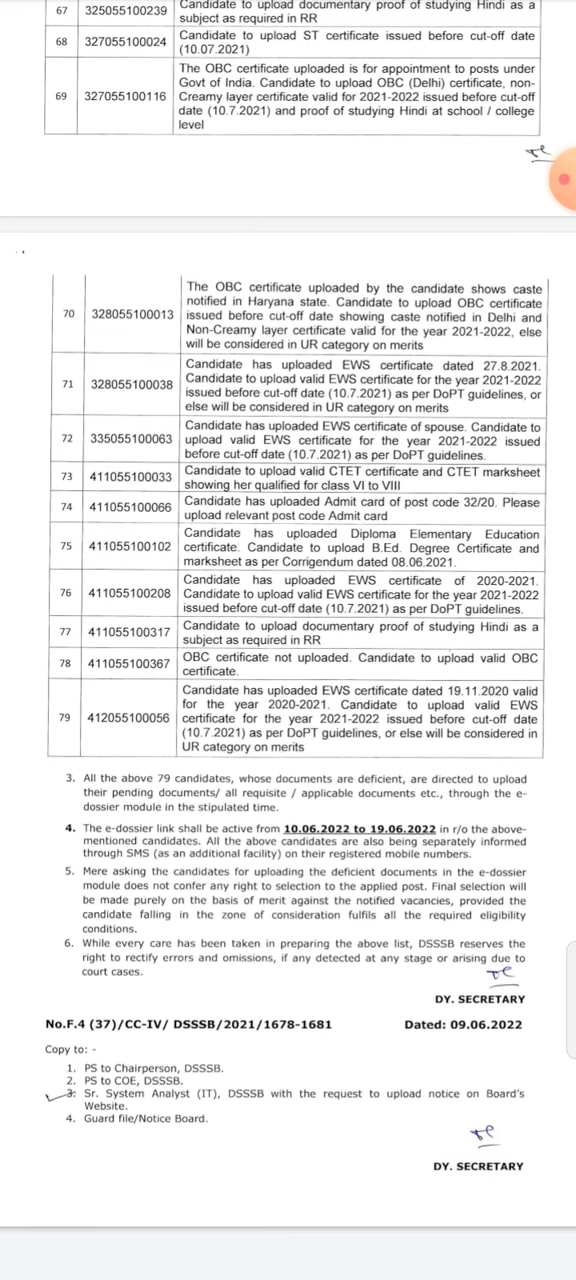 67 325055100239 Candidate to upload documentary proof of studying Hindi as a
subject as required in RR
68 327055100024 Candidate to upload ST certificate issued before cut-off date
(10.07.2021)
The OBC certificate uploaded is for appointment to posts under
Govt of India. Candidate to upload OBC (Delhi) certificate, non-
69 327055100116 Creamy layer certificate valid for 2021-2022 issued before cut-off
date (10.7.2021) and proof of studying Hindi at school / college
level
The OBC certificate uploaded by the candidate shows caste
notified in Haryana state. Candidate to upload OBC certificate
70 328055100013 issued before cut-off date showing caste notified in Delhi and
Non-Creamy layer certificate valid for the year 2021-2022, else
will be considered in UR category on merits
Candidate has uploaded EWS certificate dated 27.8.2021.
71 328055100038 Candidate to upload valid EWS certificate for the year 2021-2022
issued before cut-off date (10.7.2021) as per DoPT guidelines, or
else will be considered in UR category on merits
Candidate has uploaded EWS certificate of spouse. Candidate to
72 335055100063 upload valid EWS certificate for the year 2021-2022 issued
before cut-off date (10.7.2021) as per DoPT guidelines.
73 411055100033 Candidate to upload valid CTET certificate and CTET marksheet
showing her qualified for class VI to VIII
74 411055100066 Candidate has uploaded Admit card of post code 32/20. Please
upload relevant post code Admit card
Candidate has uploaded Diploma Elementary Education
75 411055100102 certificate. Candidate to upload B.Ed. Degree Certificate and
marksheet as per Corrigendum dated 08.06.2021.
Candidate has uploaded EWS certificate of 2020-2021.
76 411055100208 Candidate to upload valid EWS certificate for the year 2021-2022
issued before cut-off date (10.7.2021) as per DoPT guidelines.
77 411055100317 Candidate to upload documentary proof of studying Hindi as a
subject as required in RR
78 411055100367 OBC certificate not uploaded. Candidate to upload valid OBC
certificate.
Candidate has uploaded EWS certificate dated 19.11.2020 valid
for the year 2020-2021. Candidate to upload valid EWS
79 412055100056 certificate for the year 2021-2022 issued before cut-off date
(10.7.2021) as per DoPT guidelines, or else will be considered in
UR category on merits
3. All the above 79 candidates, whose documents are deficient, are directed to upload
their pending documents/ all requisite / applicable documents etc., through the e-
dossier module in the stipulated time.
4. The e-dossier link shall be active from 10.06.2022 to 19.06.2022 in r/o the above-
mentioned candidates. All the above candidates are also being separately informed
through SMS (as an additional facility) on their registered mobile numbers.
5. Mere asking the candidates for uploading the deficient documents in the e-dossier
module does not confer any right to selection to the applied post. Final selection will
be made purely on the basis of merit against the notified vacancies, provided the
candidate falling in the zone of consideration fulfils all the required eligibility
conditions.
6. While every care has been taken in preparing the above list, DSSSB reserves the
right to rectify errors and omissions, if any detected at any stage or arising due to
court cases.
DY. SECRETARY
No.F.4 (37)/CC-IV/ DSSSB/2021/1678-1681 Dated: 09.06.2022
Copy to: -
1. PS to Chairperson, DSSSB.
2. PS to COE, DSSSB.
3. Sr. System Analyst (IT), DSSSB with the request to upload notice on Board's
Website.
4. Guard file/Notice Board.
DY. SECRETARY